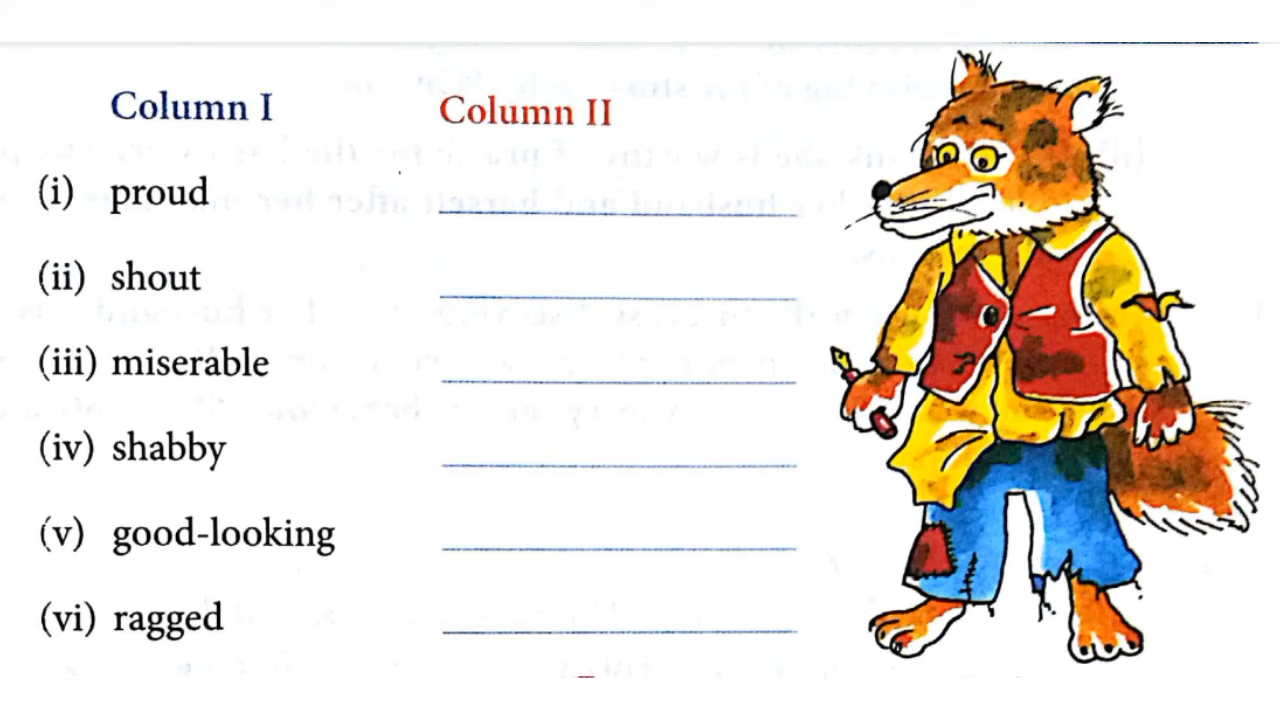 Column I Column II
(i) proud
(ii) shout
(iii) miserable
(iv) shabby
(v) good-looking
(vi) ragged